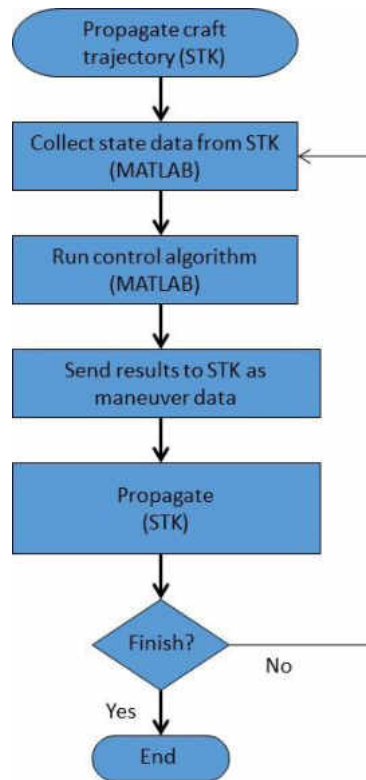 Propagate craft
trajectory (STK)
Collect state data from STK
(MATLAB)
Run control algorithm
(MATLAB)
Send results to STK as
maneuver data
Propagate
(STK)
Finish?
No
Yes
End